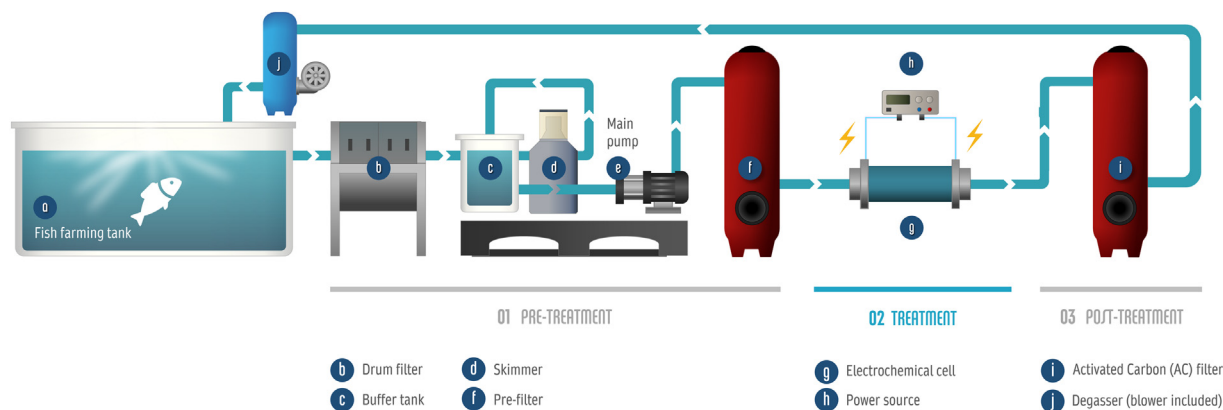 j
h
Main
pump
b
c
d
e
f
i
a
Fish farming tank
g
01 PRE-TREATMENT
02 TREATMENT
03 POST-TREATMENT
b Drum filter
d Skimmer
g Electrochemical cell
i Activated Carbon (AC) filter
c Buffer tank
f Pre-filter
h Power source
j Degasser (blower included)